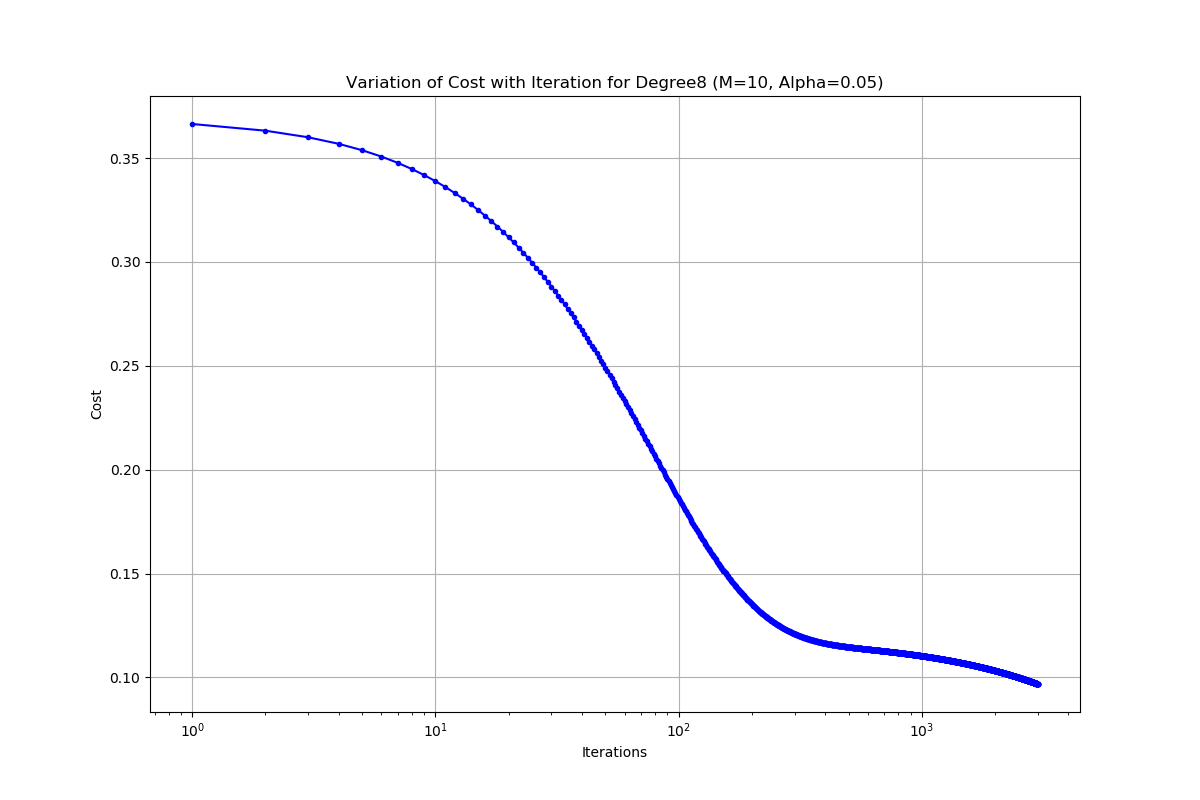 Variation of Cost with Iteration for Degree8 (M=10, Alpha=0.05)
Cost
0.35
0.30
0.25
0.20
0.15
0.10
10⁰ 10¹ 10² 10³
Iterations